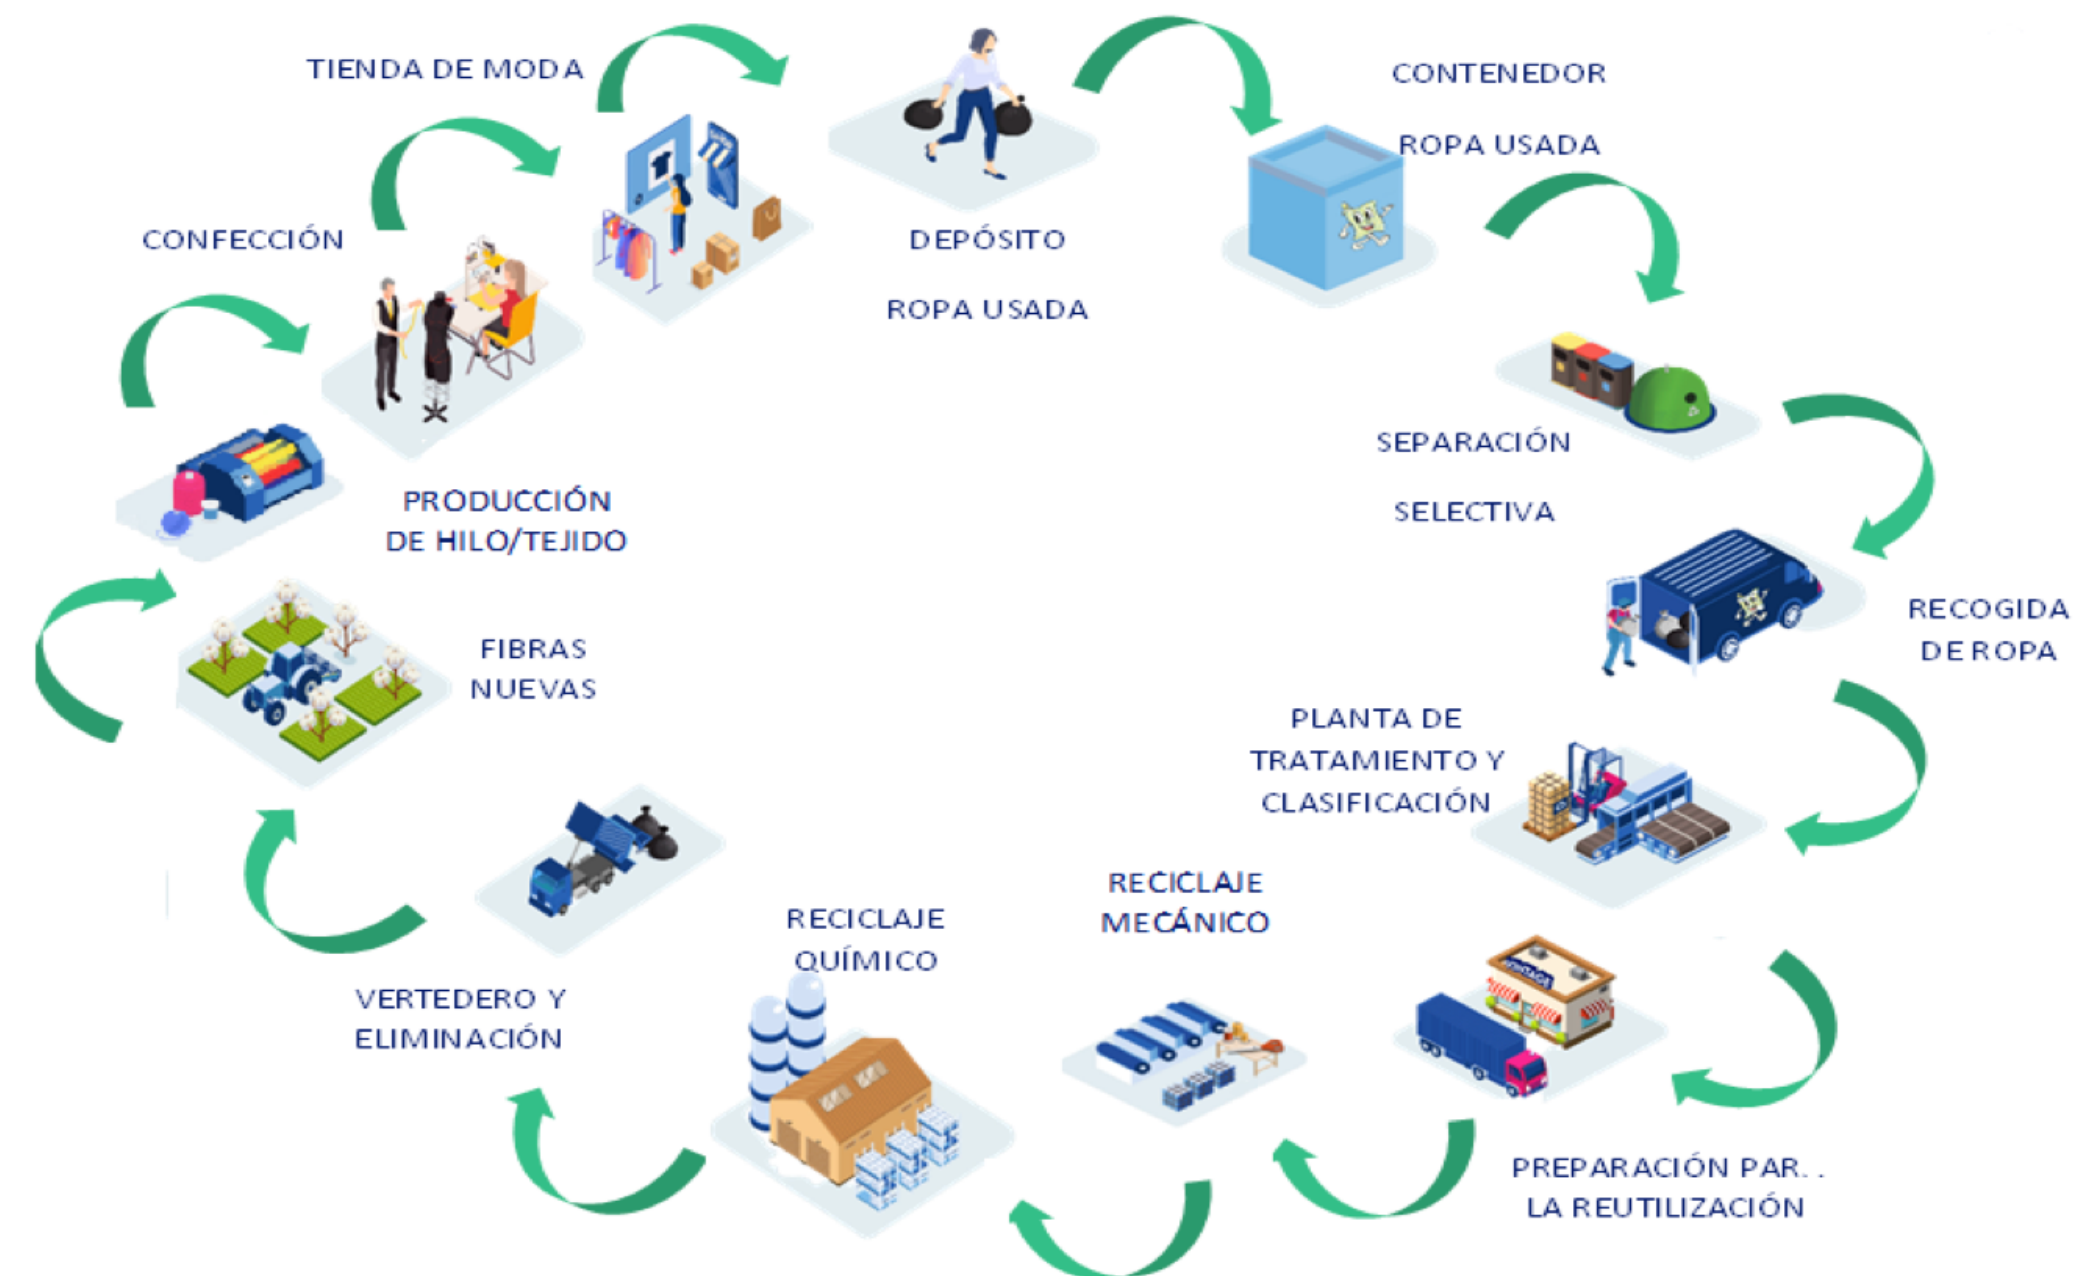 TIENDA DE MODA
CONTENEDOR
ROPA USADA
CONFECCIÓN
DEPÓSITO
ROPA USADA
SEPARACIÓN
SELECTIVA
PRODUCCIÓN
DE HILO/TEJIDO
RECOGIDA
DE ROPA
FIBRAS
NUEVAS
PLANTA DE
TRATAMIENTO Y
CLASIFICACIÓN
RECICLAJE
MECÁNICO
RECICLAJE
QUÍMICO
VERTEDERO Y
ELIMINACIÓN
PREPARACIÓN PAR. .
LA REUTILIZACIÓN